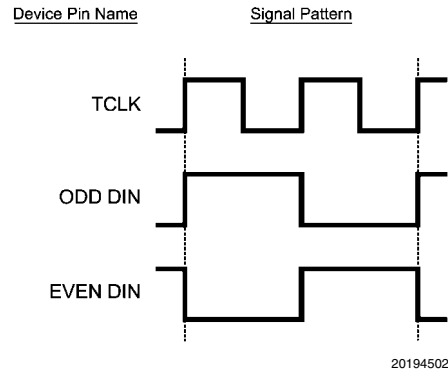 Device Pin Name Signal Pattern
TCLK
ODD DIN
EVEN DIN
20194502